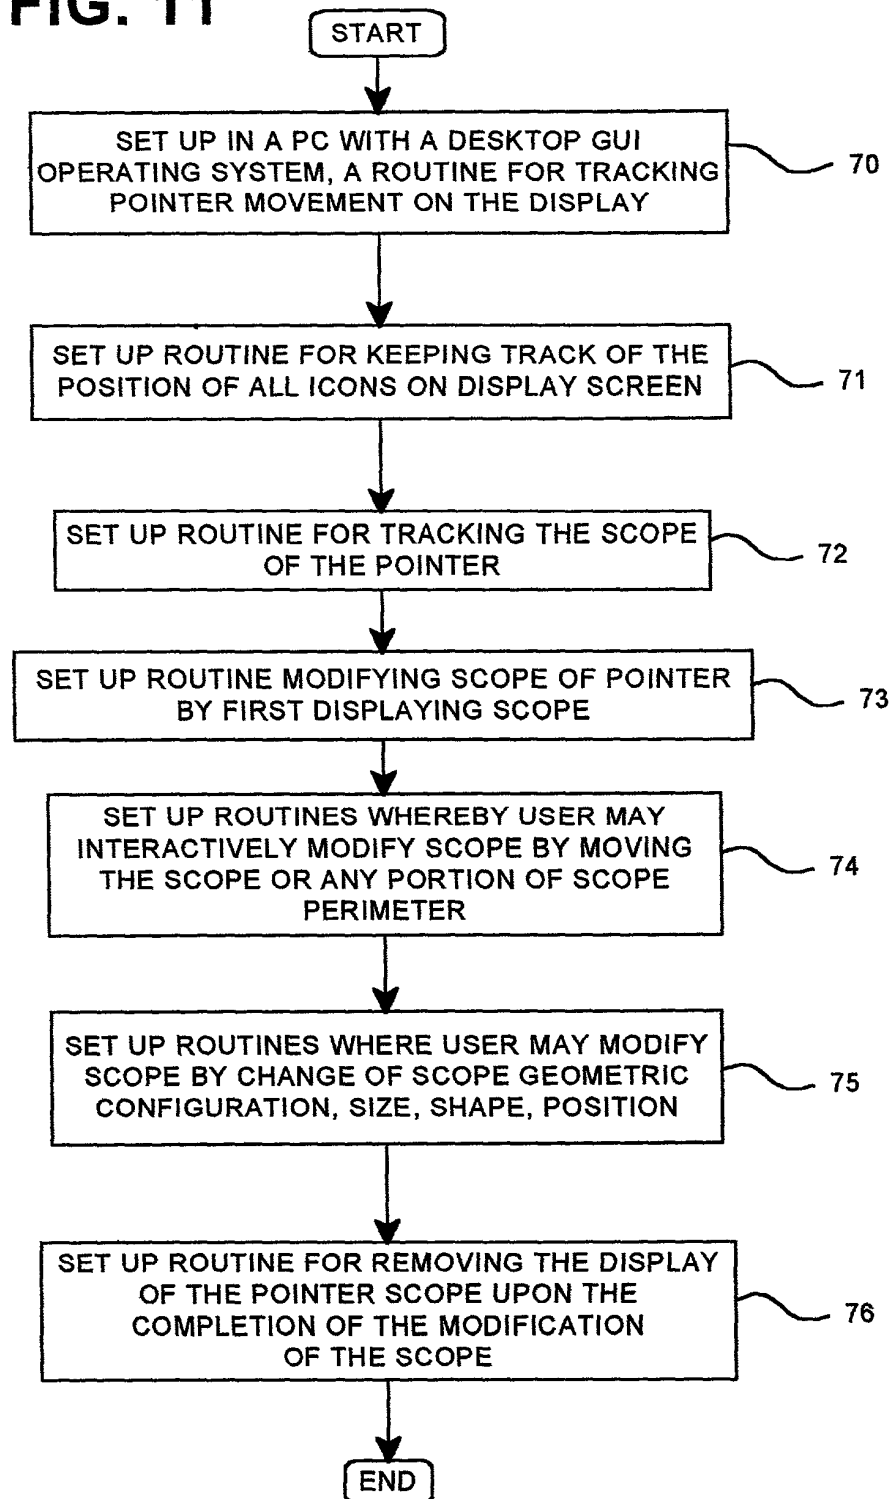 FIG. 11
START
SET UP IN A PC WITH A DESKTOP GUI
OPERATING SYSTEM, A ROUTINE FOR TRACKING
POINTER MOVEMENT ON THE DISPLAY
70
SET UP ROUTINE FOR KEEPING TRACK OF THE
POSITION OF ALL ICONS ON DISPLAY SCREEN
71
SET UP ROUTINE FOR TRACKING THE SCOPE
OF THE POINTER
72
SET UP ROUTINE MODIFYING SCOPE OF POINTER
BY FIRST DISPLAYING SCOPE
73
SET UP ROUTINES WHEREBY USER MAY
INTERACTIVELY MODIFY SCOPE BY MOVING
THE SCOPE OR ANY PORTION OF SCOPE
PERIMETER
74
SET UP ROUTINES WHERE USER MAY MODIFY
SCOPE BY CHANGE OF SCOPE GEOMETRIC
CONFIGURATION, SIZE, SHAPE, POSITION
75
SET UP ROUTINE FOR REMOVING THE DISPLAY
OF THE POINTER SCOPE UPON THE
COMPLETION OF THE MODIFICATION
OF THE SCOPE
76
END